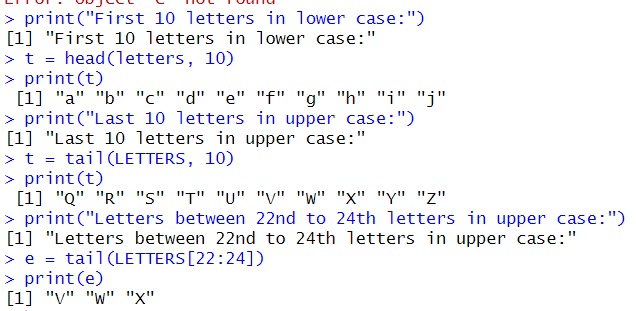 Error: object 'e' not found
> print("First 10 letters in lower case:")
[1] "First 10 letters in lower case:"
> t = head(letters, 10)
> print(t)
 [1] "a" "b" "c" "d" "e" "f" "g" "h" "i" "j"
> print("Last 10 letters in upper case:")
[1] "Last 10 letters in upper case:"
> t = tail(LETTERS, 10)
> print(t)
 [1] "Q" "R" "S" "T" "U" "V" "W" "X" "Y" "Z"
> print("Letters between 22nd to 24th letters in upper case:")
[1] "Letters between 22nd to 24th letters in upper case:"
> e = tail(LETTERS[22:24])
> print(e)
[1] "V" "W" "X"